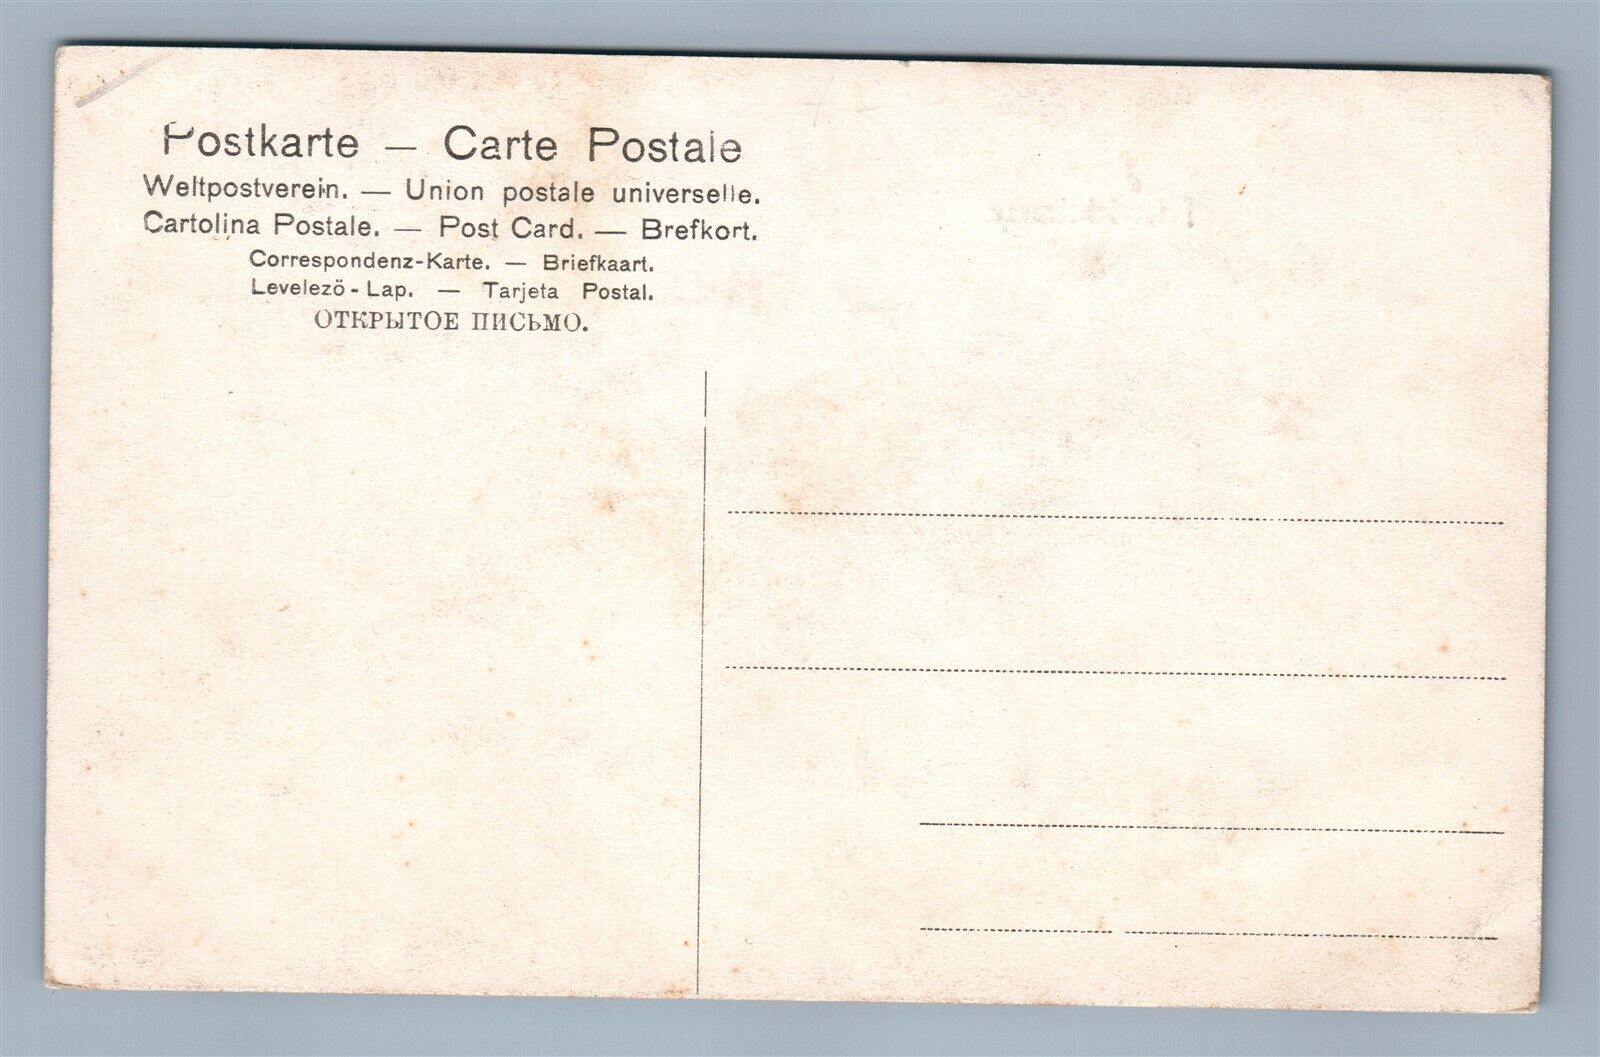 Postkarte — Carte Postale
Weltpostverein. — Union postale universelle.
Cartolina Postale. — Post Card. — Brefkort.
Correspondenz-Karte. — Briefkaart.
Levelező - Lap. — Tarjeta Postal.
ОТКРЫТОЕ ПИСЬМО.